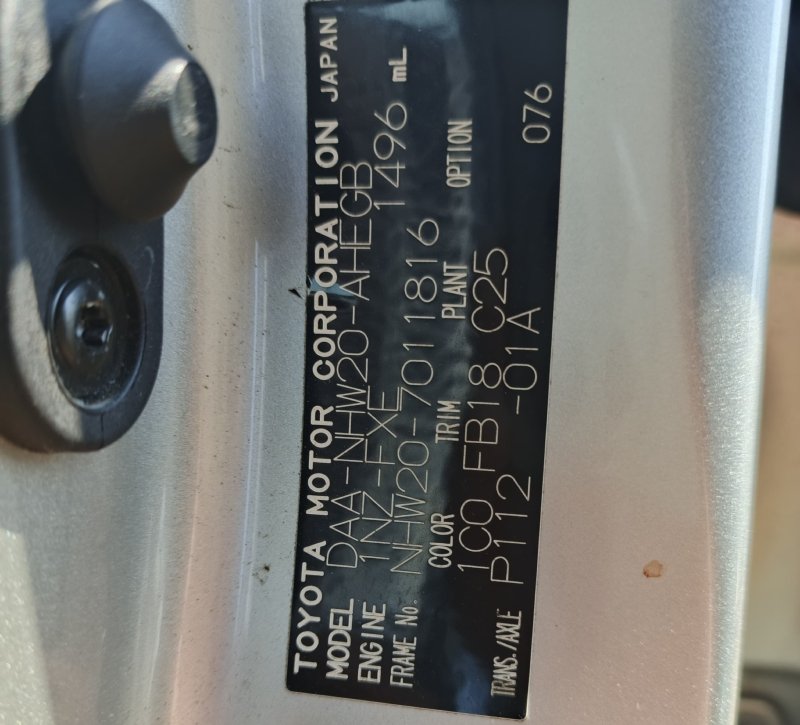 TOYOTA MOTOR CORPORATION JAPAN
MODEL DAA-NHW20-AHEGB
ENGINE 1NZ-FXE 1496 mL
FRAME No. NHW20-7011816
COLOR TRIM PLANT OPTION
1C0 FB18 C25
TRANS./AXLE P112 -01A 076